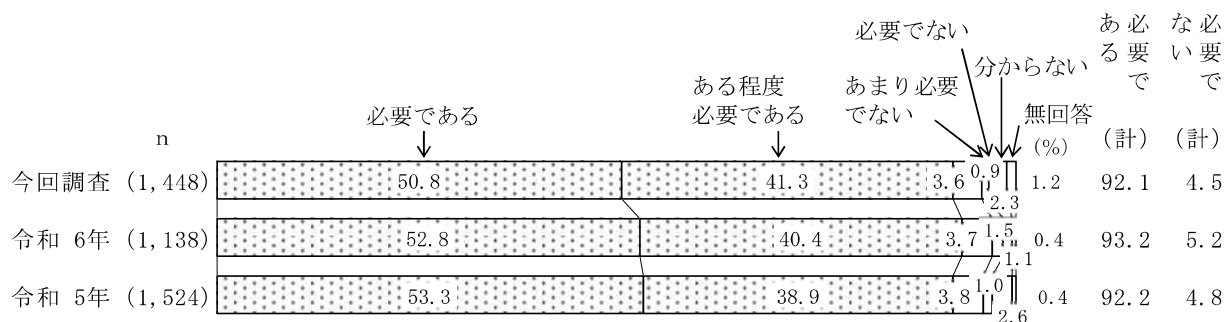 必要である
ある程度
必要である
あまり必要
でない
必要でない
分からない
無回答
(%)
必要で
ある
(計)
必要で
ない
(計)
n
今回調査 (1,448) 50.8 41.3 3.6 0.9 2.3 1.2 92.1 4.5
令和 6年 (1,138) 52.8 40.4 3.7 1.5 1.1 0.4 93.2 5.2
令和 5年 (1,524) 53.3 38.9 3.8 1.0 2.6 0.4 92.2 4.8